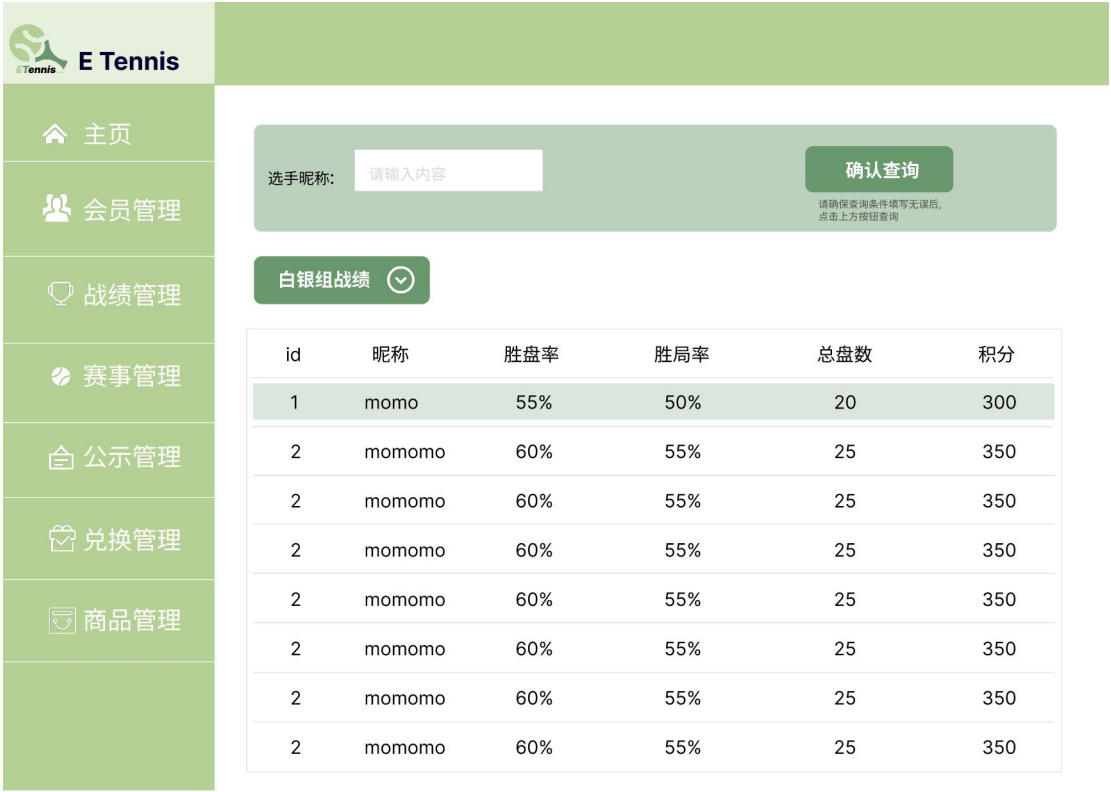 ETennis
E Tennis
主页
会员管理
战绩管理
赛事管理
公示管理
兑换管理
商品管理
选手昵称：
请输入内容
确认查询
请确保查询条件填写无误后,
点击上方按钮查询
白银组战绩
id 昵称 胜盘率 胜局率 总盘数 积分
1 momo 55% 50% 20 300
2 momomo 60% 55% 25 350
2 momomo 60% 55% 25 350
2 momomo 60% 55% 25 350
2 momomo 60% 55% 25 350
2 momomo 60% 55% 25 350
2 momomo 60% 55% 25 350
2 momomo 60% 55% 25 350